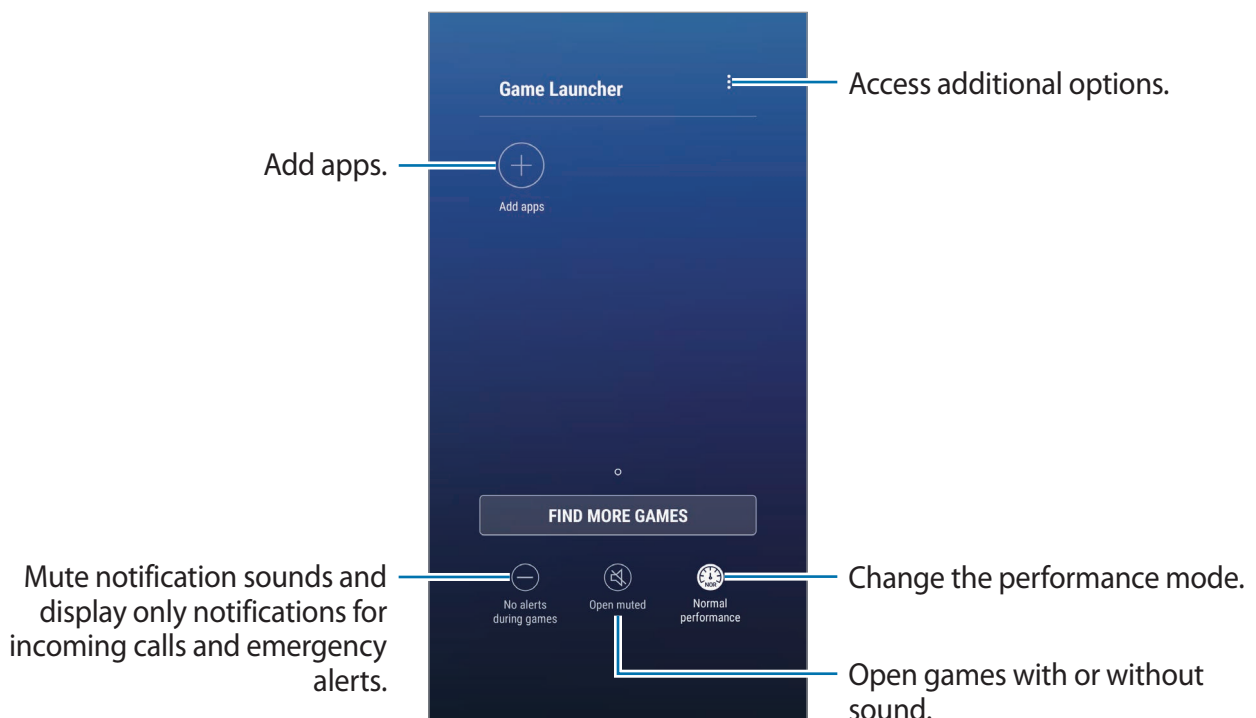 Game Launcher
Access additional options.
Add apps.
Add apps
FIND MORE GAMES
Mute notification sounds and
display only notifications for
incoming calls and emergency
alerts.
No alerts
during games
Open muted
NOR
Normal
performance
Change the performance mode.
Open games with or without
sound.